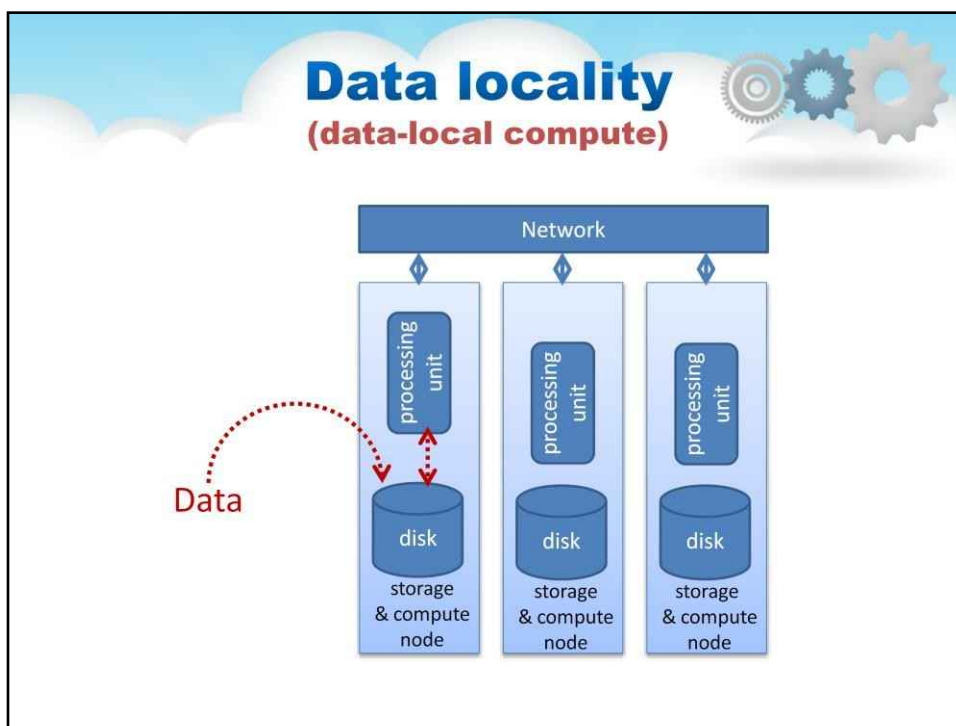 Data locality
(data-local compute)
Network
processing
unit
processing
unit
processing
unit
Data
disk
disk
disk
storage
& compute
node
storage
& compute
node
storage
& compute
node